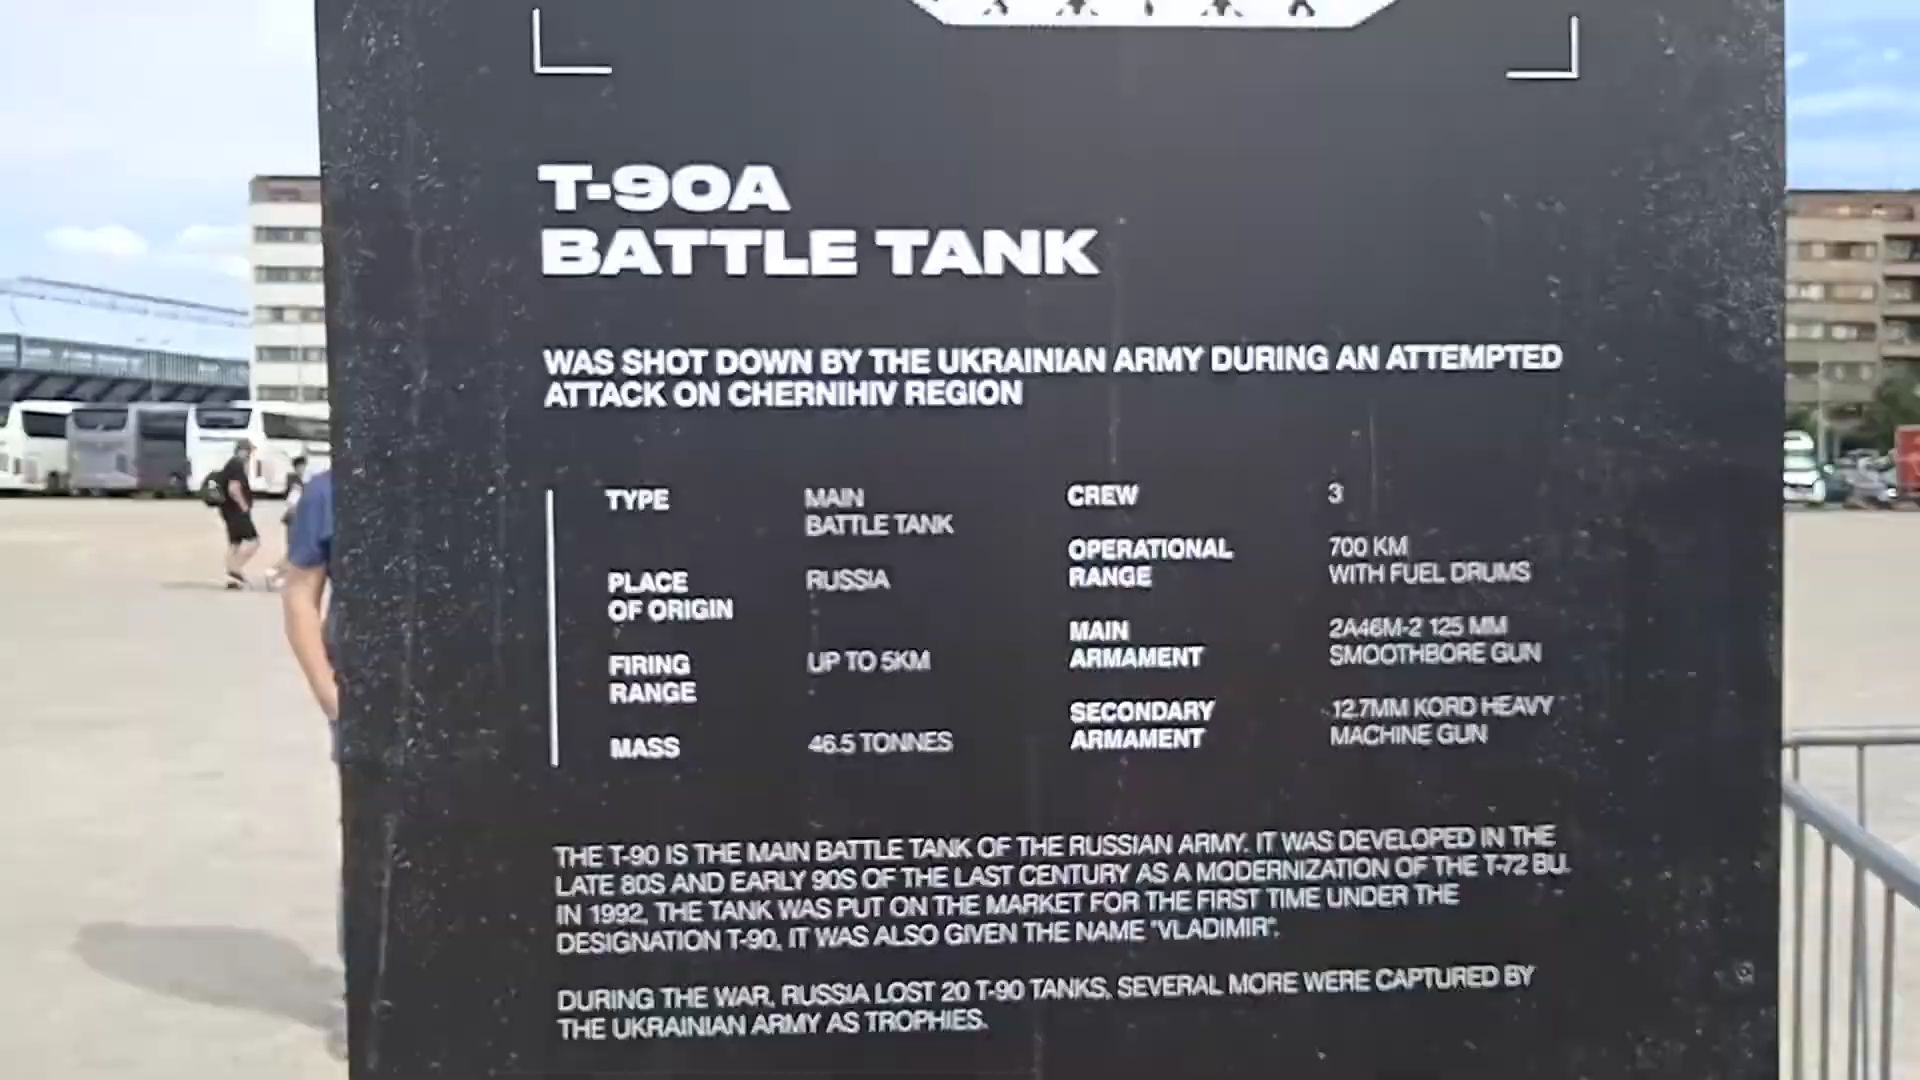 T-90A
BATTLE TANK
WAS SHOT DOWN BY THE UKRAINIAN ARMY DURING AN ATTEMPTED
ATTACK ON CHERNIHIV REGION
TYPE
MAIN
BATTLE TANK
PLACE
OF ORIGIN
RUSSIA
FIRING
RANGE
UP TO 5KM
MASS
46.5 TONNES
CREW
3
OPERATIONAL
RANGE
700 KM
WITH FUEL DRUMS
MAIN
ARMAMENT
2A46M-2 125 MM
SMOOTHBORE GUN
SECONDARY
ARMAMENT
12.7MM KORD HEAVY
MACHINE GUN
THE T-90 IS THE MAIN BATTLE TANK OF THE RUSSIAN ARMY. IT WAS DEVELOPED IN THE
LATE 80S AND EARLY 90S OF THE LAST CENTURY AS A MODERNIZATION OF THE T-72 BU.
IN 1992, THE TANK WAS PUT ON THE MARKET FOR THE FIRST TIME UNDER THE
DESIGNATION T-90, IT WAS ALSO GIVEN THE NAME "VLADIMIR".
DURING THE WAR, RUSSIA LOST 20 T-90 TANKS, SEVERAL MORE WERE CAPTURED BY
THE UKRAINIAN ARMY AS TROPHIES.